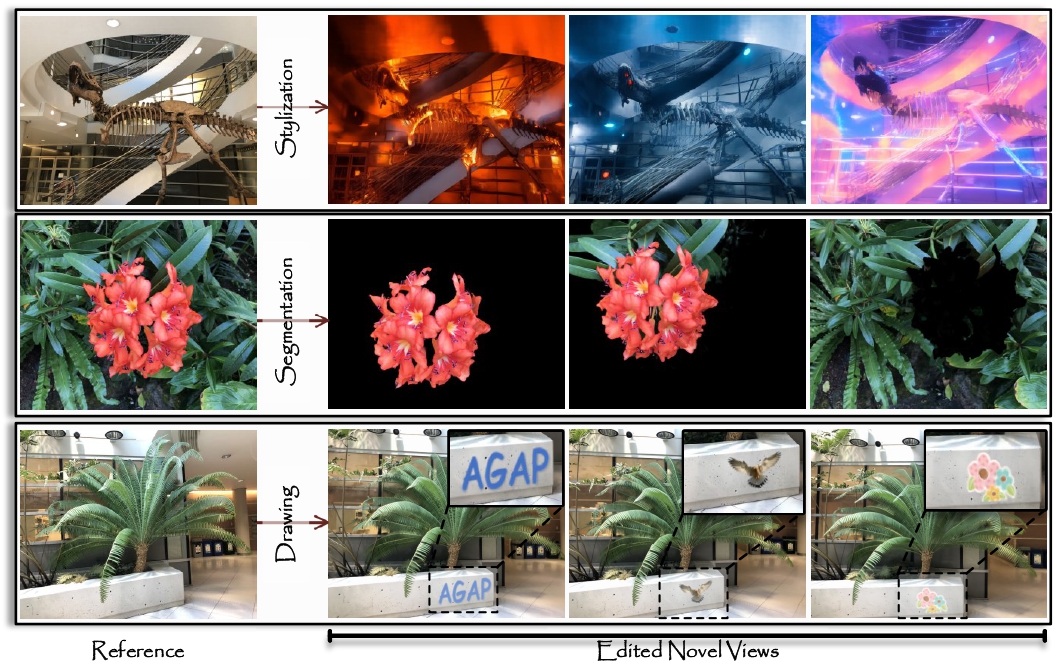 Stylization
Segmentation
Drawing
AGAP
AGAP
Reference
Edited Novel Views